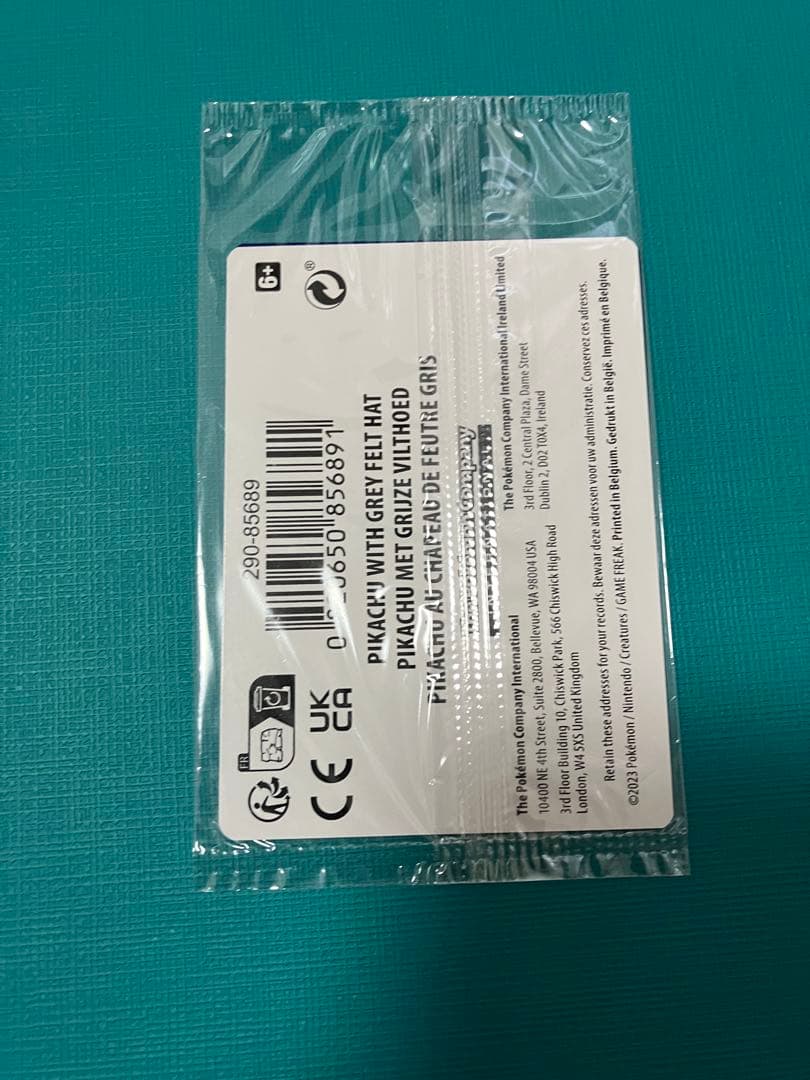 290-85689
856891
6+
®
FR
CE
UK
CA
PIKACHU WITH GREY FELT HAT
PIKACHU MET GRIJZE VILTHOED
PIKACHU AU CHAPEAU DE FEUTRE GRIS
The Pokémon Company International
10400 NE 4th Street, Suite 2800, Bellevue, WA 98004 USA
3rd Floor Building 10, Chiswick Park, 566 Chiswick High Road
London, W4 5XS United Kingdom
The Pokémon Company International Ireland Limited
3rd Floor, 2 Central Plaza, Dame Street
Dublin 2, D02 T0X4, Ireland
Retain these addresses for your records. Bewaar deze adressen voor uw administratie. Conservez ces adresses.
©2023 Pokémon / Nintendo / Creatures / GAME FREAK. Printed in Belgium. Gedrukt in België. Imprimé en Belgique.